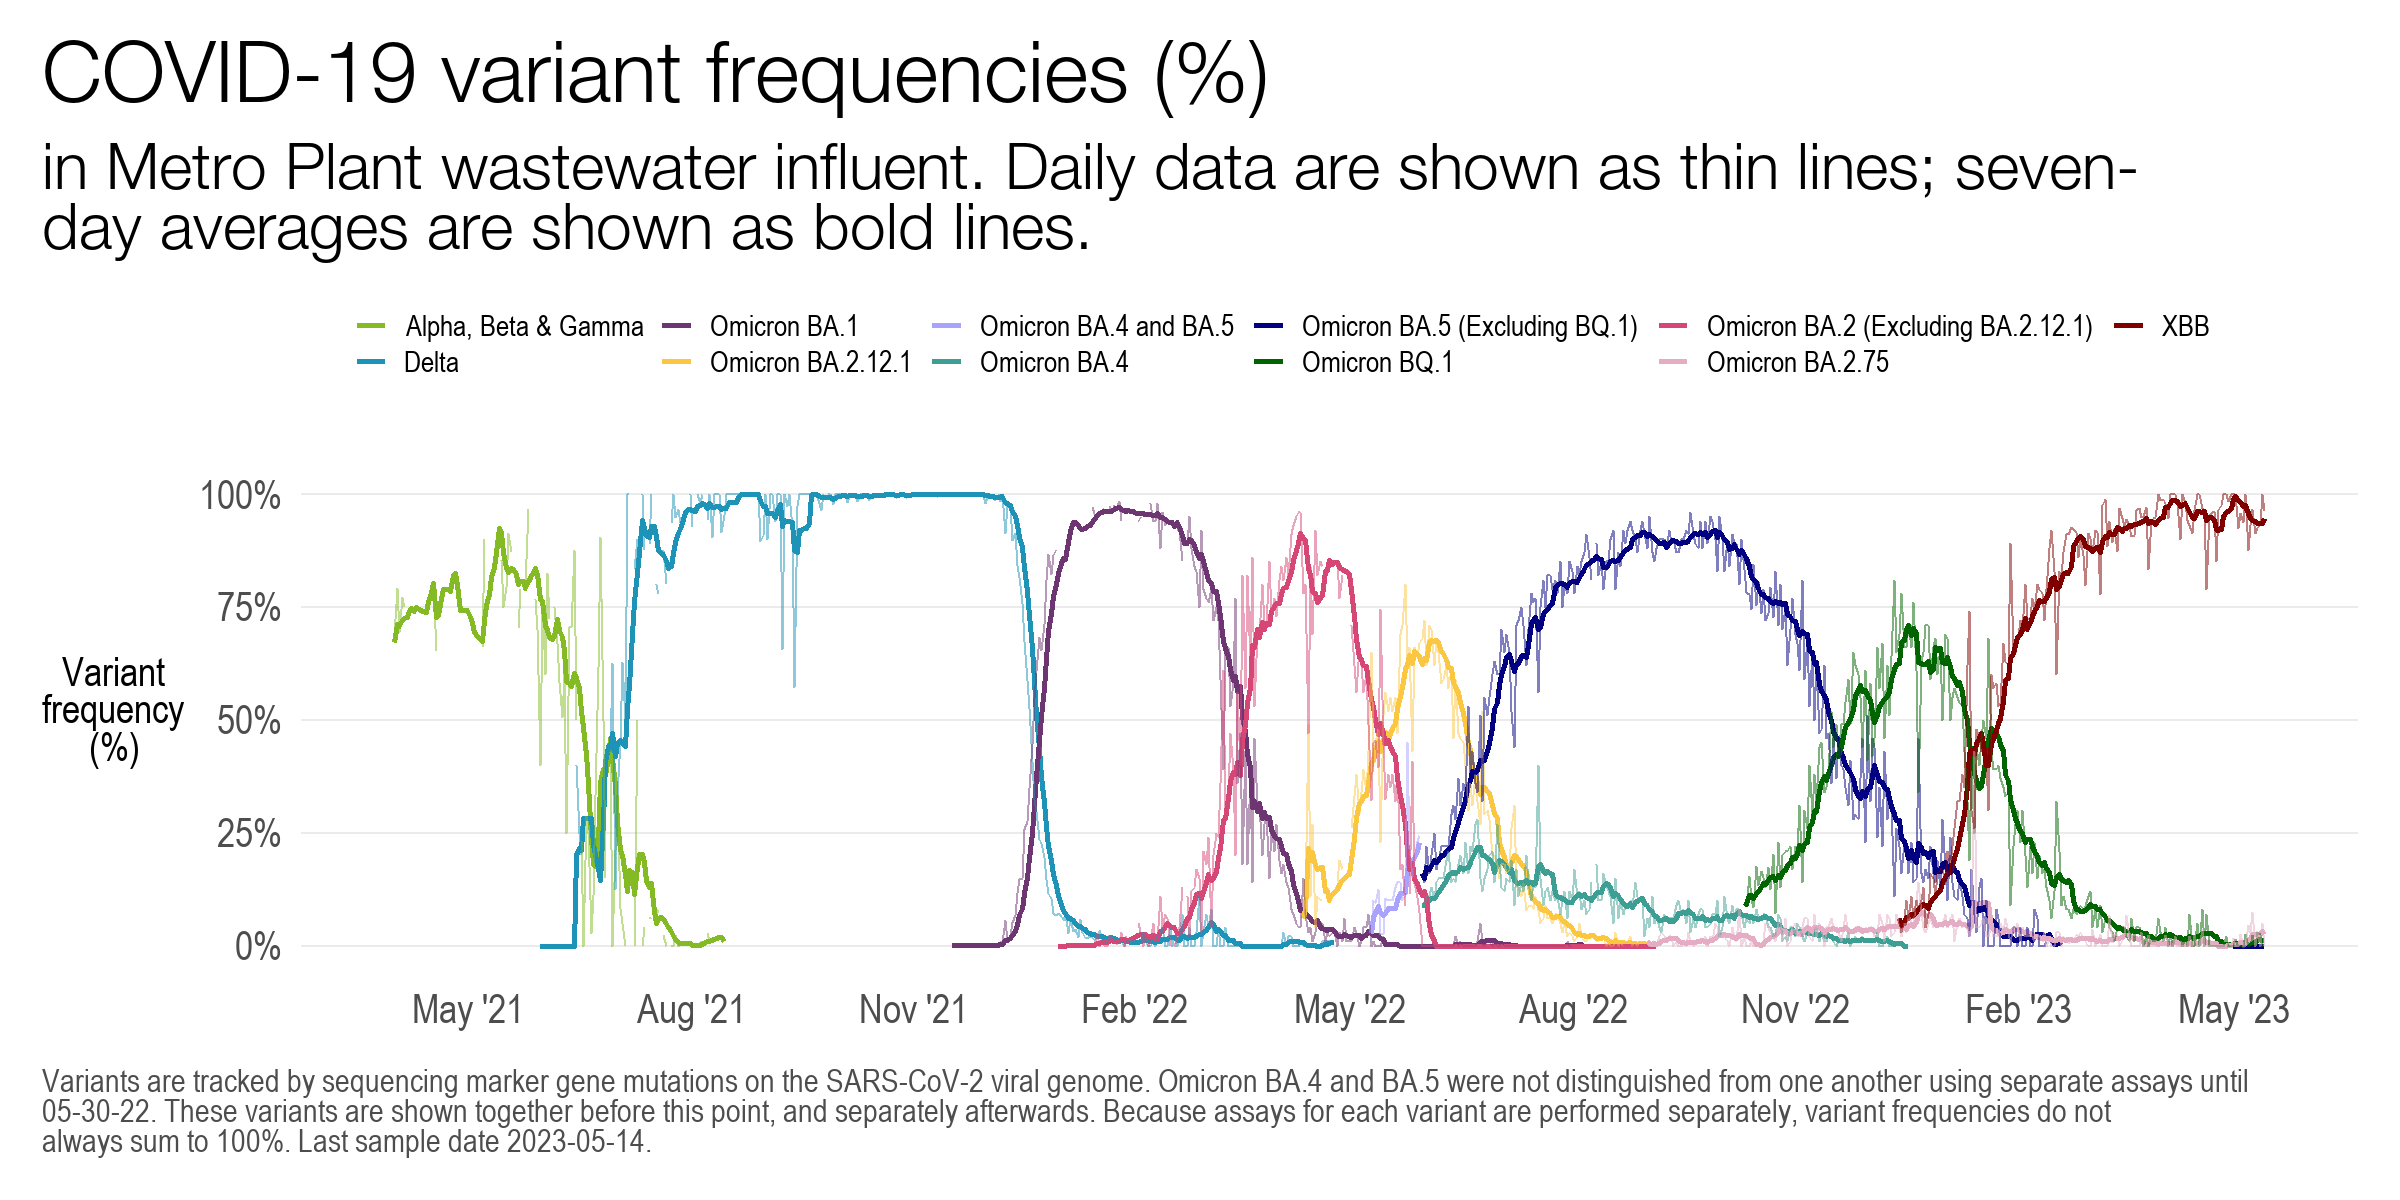 COVID-19 variant frequencies (%)
in Metro Plant wastewater influent. Daily data are shown as thin lines; seven-
day averages are shown as bold lines.
Alpha, Beta & Gamma
Omicron BA.1
Omicron BA.4 and BA.5
Omicron BA.5 (Excluding BQ.1)
Omicron BA.2 (Excluding BA.2.12.1)
XBB
Delta
Omicron BA.2.12.1
Omicron BA.4
Omicron BQ.1
Omicron BA.2.75
100%
75%
Variant
frequency
(%)
50%
25%
0%
May '21
Aug '21
Nov '21
Feb '22
May '22
Aug '22
Nov '22
Feb '23
May '23
Variants are tracked by sequencing marker gene mutations on the SARS-CoV-2 viral genome. Omicron BA.4 and BA.5 were not distinguished from one another using separate assays until
05-30-22. These variants are shown together before this point, and separately afterwards. Because assays for each variant are performed separately, variant frequencies do not
always sum to 100%. Last sample date 2023-05-14.